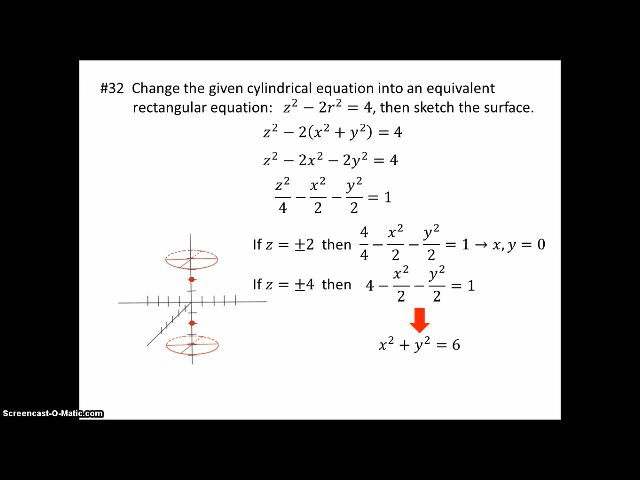 #32 Change the given cylindrical equation into an equivalent
rectangular equation: z² − 2r² = 4, then sketch the surface.
z² − 2(x² + y²) = 4
z² − 2x² − 2y² = 4
z²/4 − x²/2 − y²/2 = 1
If z = ±2 then 4/4 − x²/2 − y²/2 = 1 → x, y = 0
If z = ±4 then 4 − x²/2 − y²/2 = 1
x² + y² = 6
Screencast-O-Matic.com